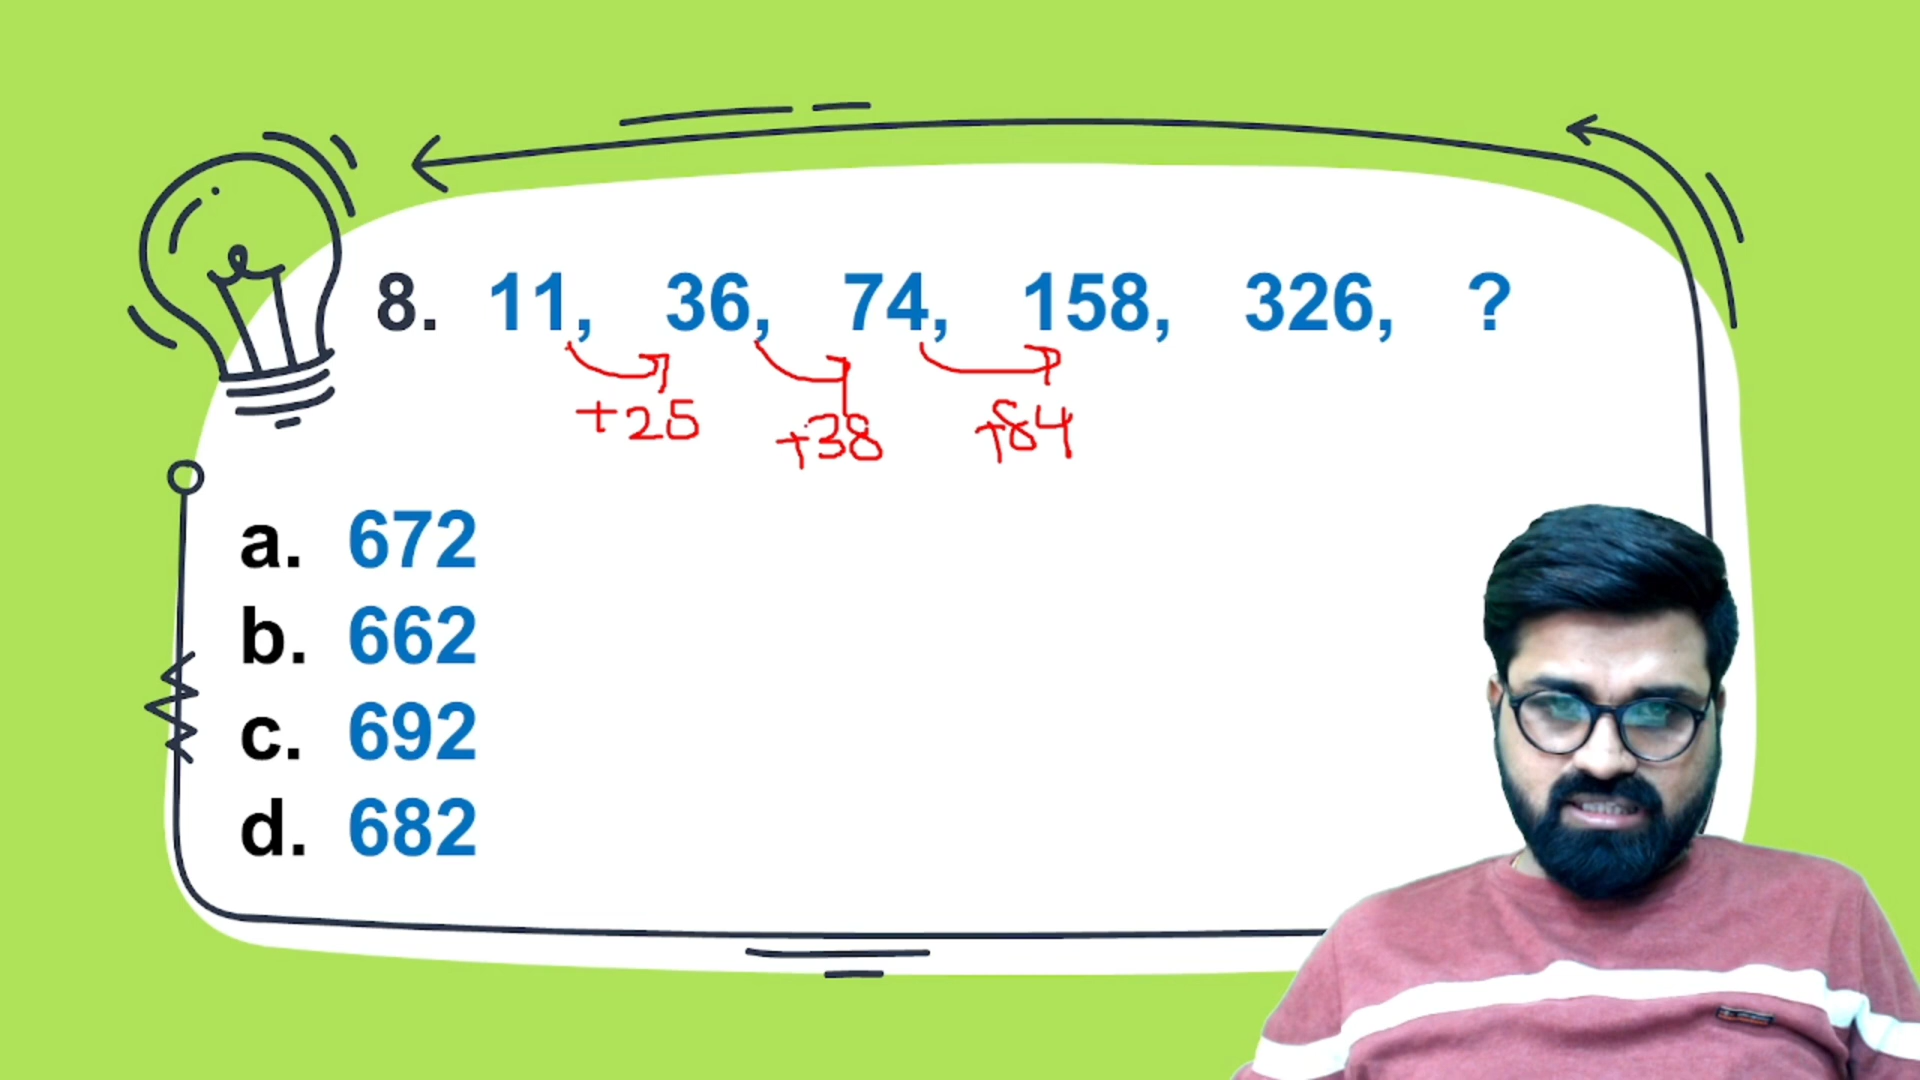 8. 11, 36, 74, 158, 326, ?
+25 +38 +84
a. 672
b. 662
c. 692
d. 682